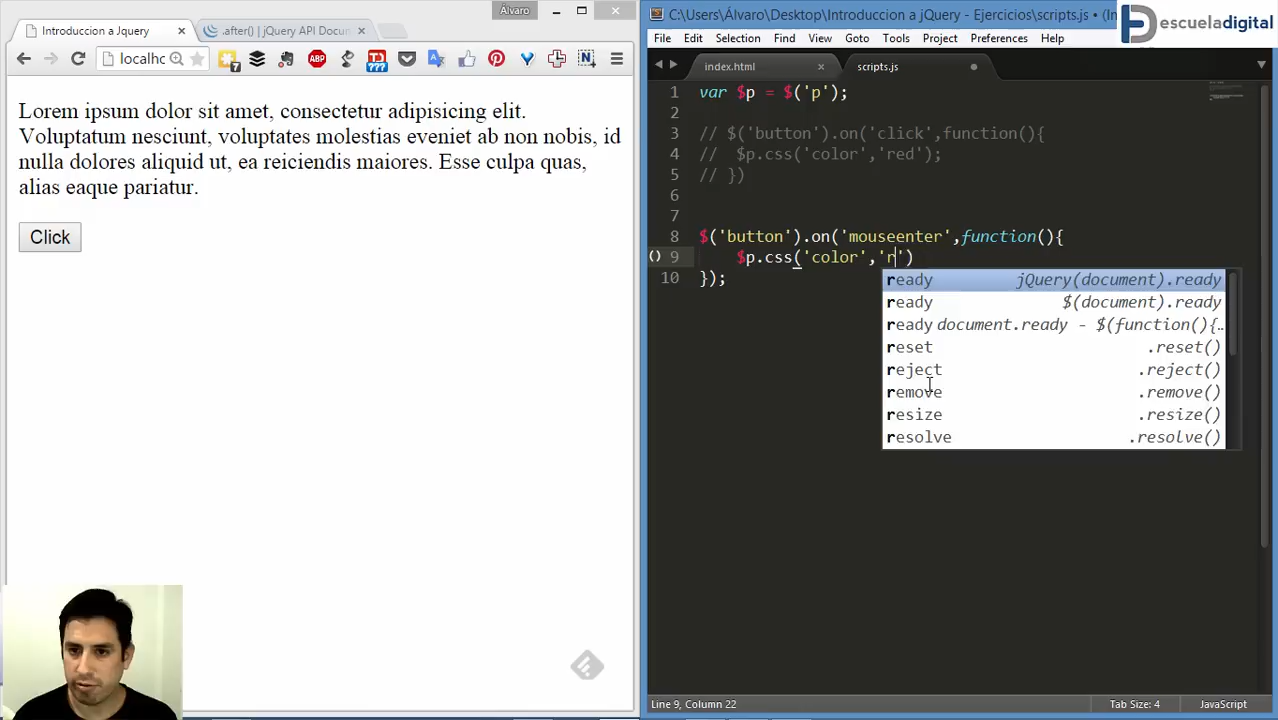 Álvaro
Introduccion a Jquery
.after() | jQuery API Docum
localhc
Lorem ipsum dolor sit amet, consectetur adipisicing elit.
Voluptatum nesciunt, voluptates molestias eveniet ab non nobis, id
nulla dolores aliquid ut, ea reiciendis maiores. Esse culpa quas,
alias eaque pariatur.
Click
C:\Users\Álvaro\Desktop\Introduccion a jQuery - Ejercicios\scripts.js • (In
escueladigital
File Edit Selection Find View Goto Tools Project Preferences Help
index.html
scripts.js
1 var $p = $('p');
2
3 // $('button').on('click',function(){
4 // $p.css('color','red');
5 // })
6
7
8 $('button').on('mouseenter',function(){
() 9 $p.css('color','r')
10 });
ready jQuery(document).ready
ready $(document).ready
ready document.ready - $(function(){…
reset .reset()
reject .reject()
remove .remove()
resize .resize()
resolve .resolve()
Line 9, Column 22
Tab Size: 4
JavaScript